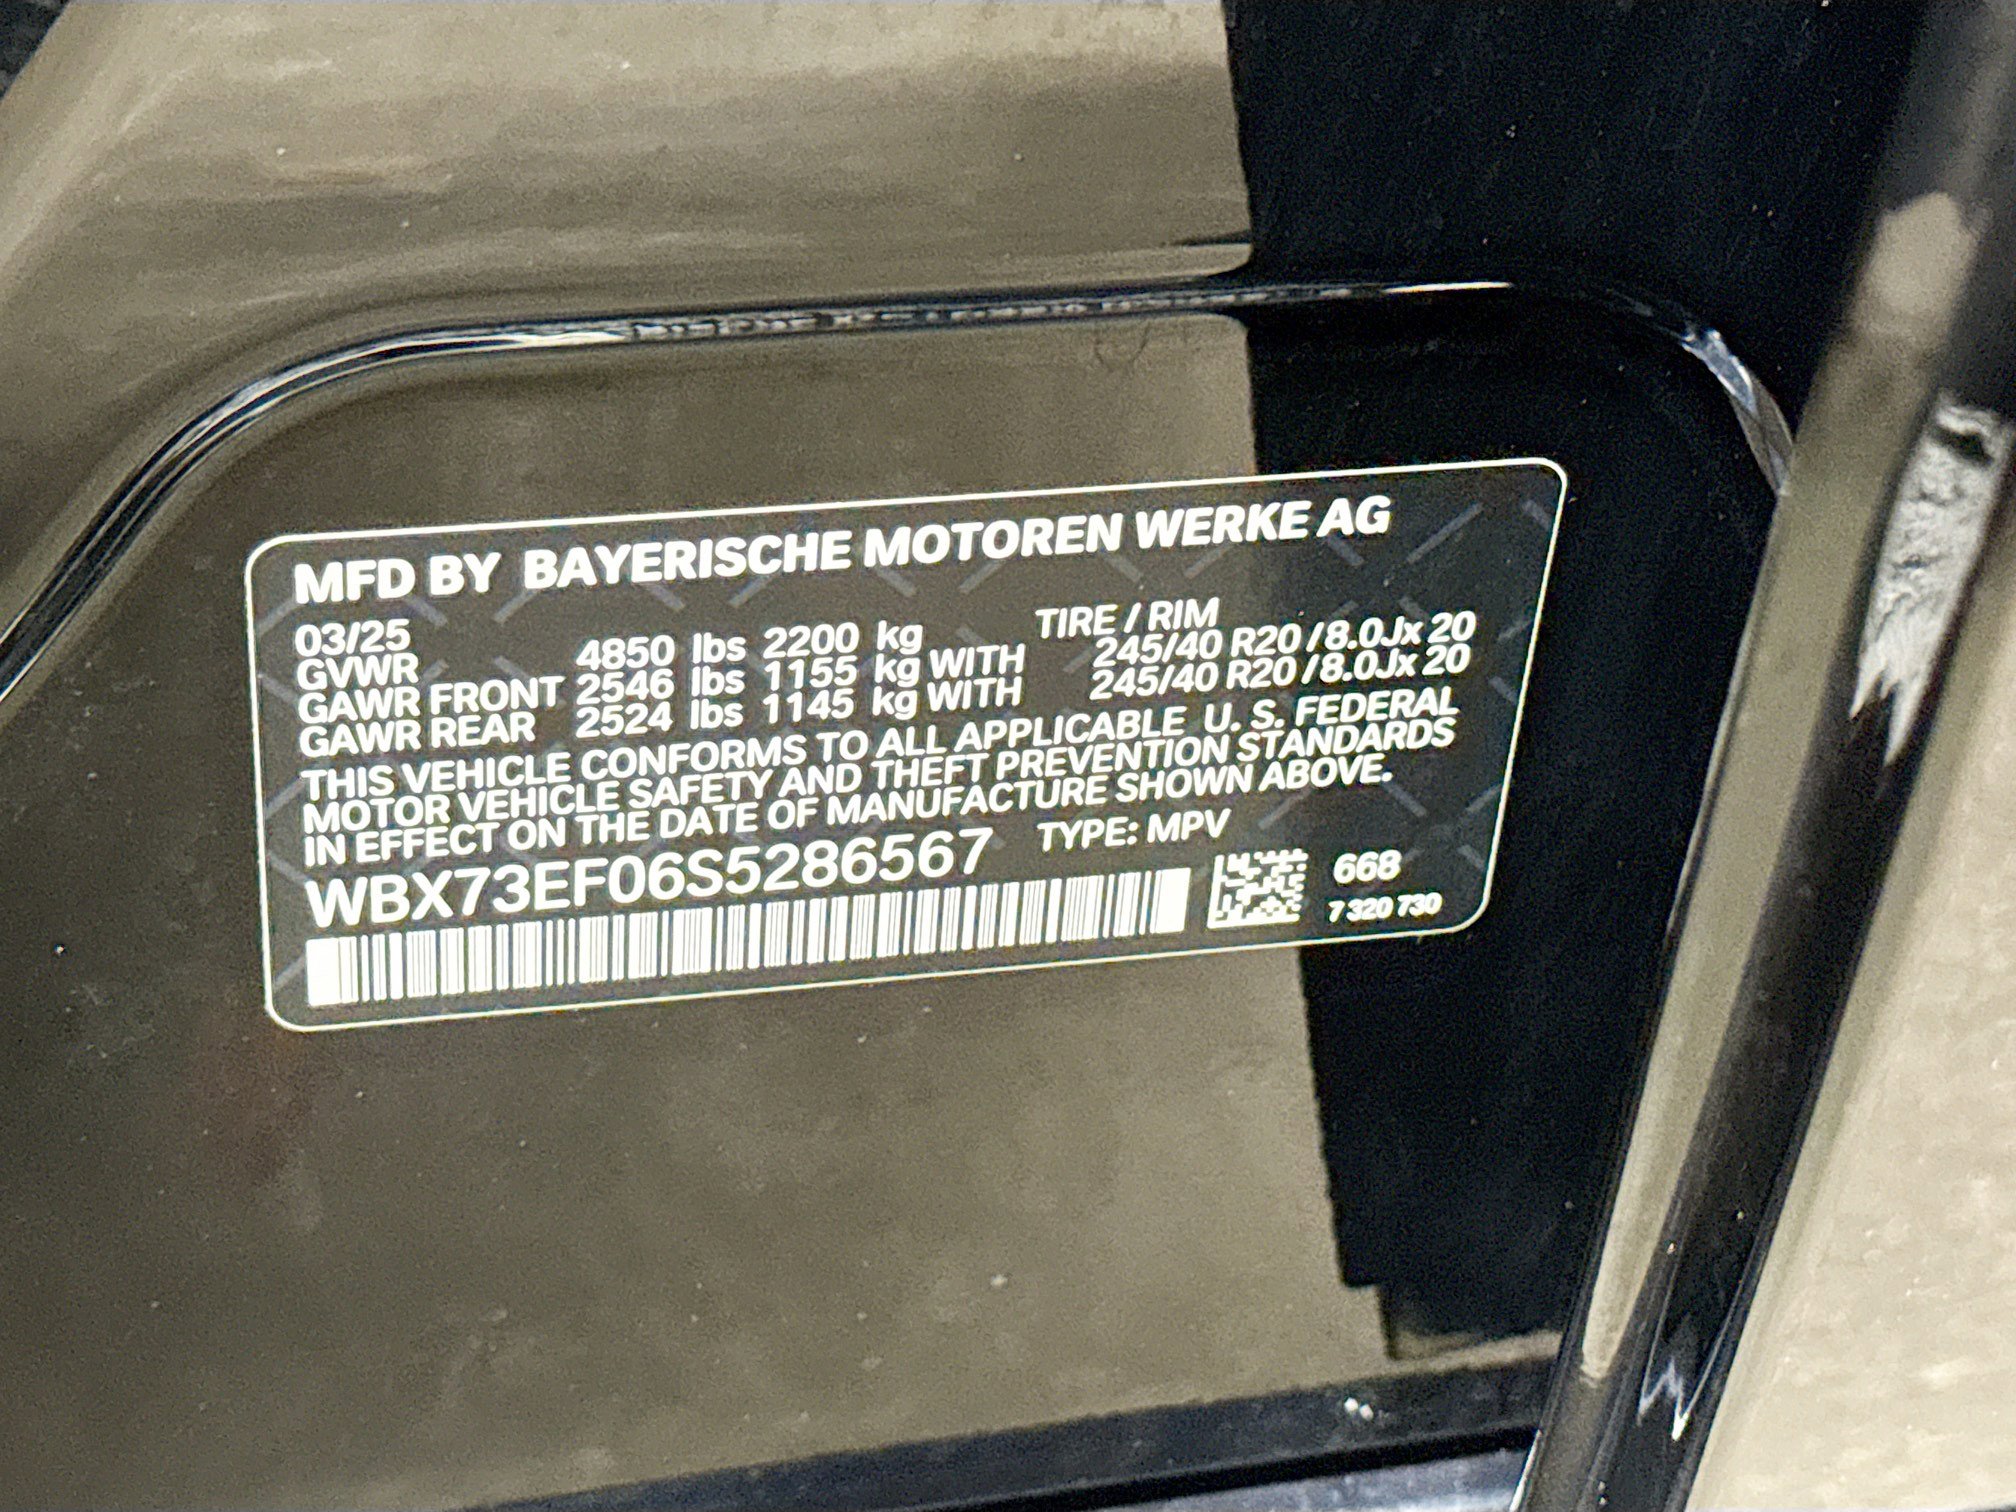 MFD BY BAYERISCHE MOTOREN WERKE AG
03/25 TIRE / RIM
GVWR 4850 lbs 2200 kg
GAWR FRONT 2546 lbs 1155 kg WITH 245/40 R20 / 8.0Jx 20
GAWR REAR 2524 lbs 1145 kg WITH 245/40 R20 / 8.0Jx 20
THIS VEHICLE CONFORMS TO ALL APPLICABLE U. S. FEDERAL
MOTOR VEHICLE SAFETY AND THEFT PREVENTION STANDARDS
IN EFFECT ON THE DATE OF MANUFACTURE SHOWN ABOVE.
WBX73EF06S5286567 TYPE: MPV
668
7 320 730